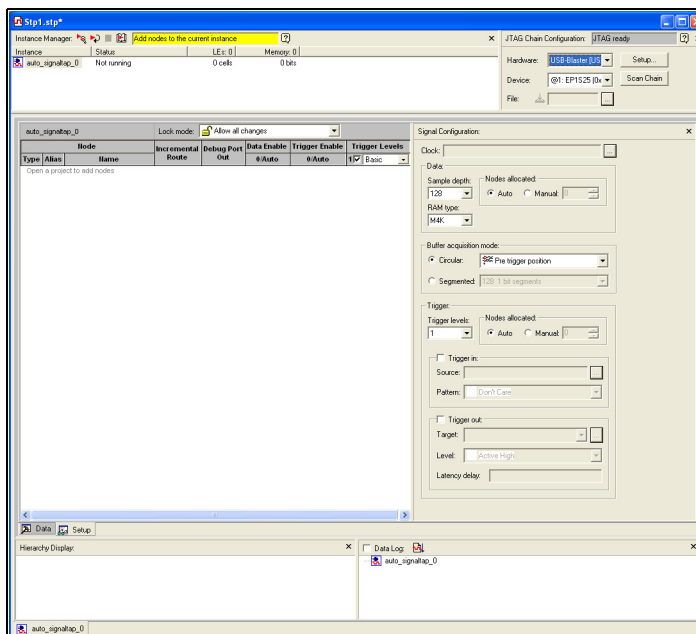 Stp1.stp*
Instance Manager: Add nodes to the current instance
JTAG Chain Configuration: JTAG ready
Instance Status LEs: 0 Memory: 0
auto_signaltap_0 Not running 0 cells 0 bits
Hardware: USB-Blaster [US Setup...
Device: @1: EP1S25 (0x Scan Chain
File: ...
auto_signaltap_0 Lock mode: Allow all changes
Node Incremental Route Debug Port Out Data Enable Trigger Enable Trigger Levels
Type Alias Name 0/Auto 0/Auto 1 Basic
Open a project to add nodes
Signal Configuration:
Clock: ...
Data:
Sample depth: Nodes allocated:
128 Auto Manual: 0
RAM type:
M4K
Buffer acquisition mode:
Circular: Pre trigger position
Segmented: 128 1 bit segments
Trigger:
Trigger levels: Nodes allocated:
1 Auto Manual: 0
Trigger in:
Source: ...
Pattern: Don't Care
Trigger out:
Target: ...
Level: Active High
Latency delay:
Data Setup
Hierarchy Display:
Data Log:
auto_signaltap_0
auto_signaltap_0